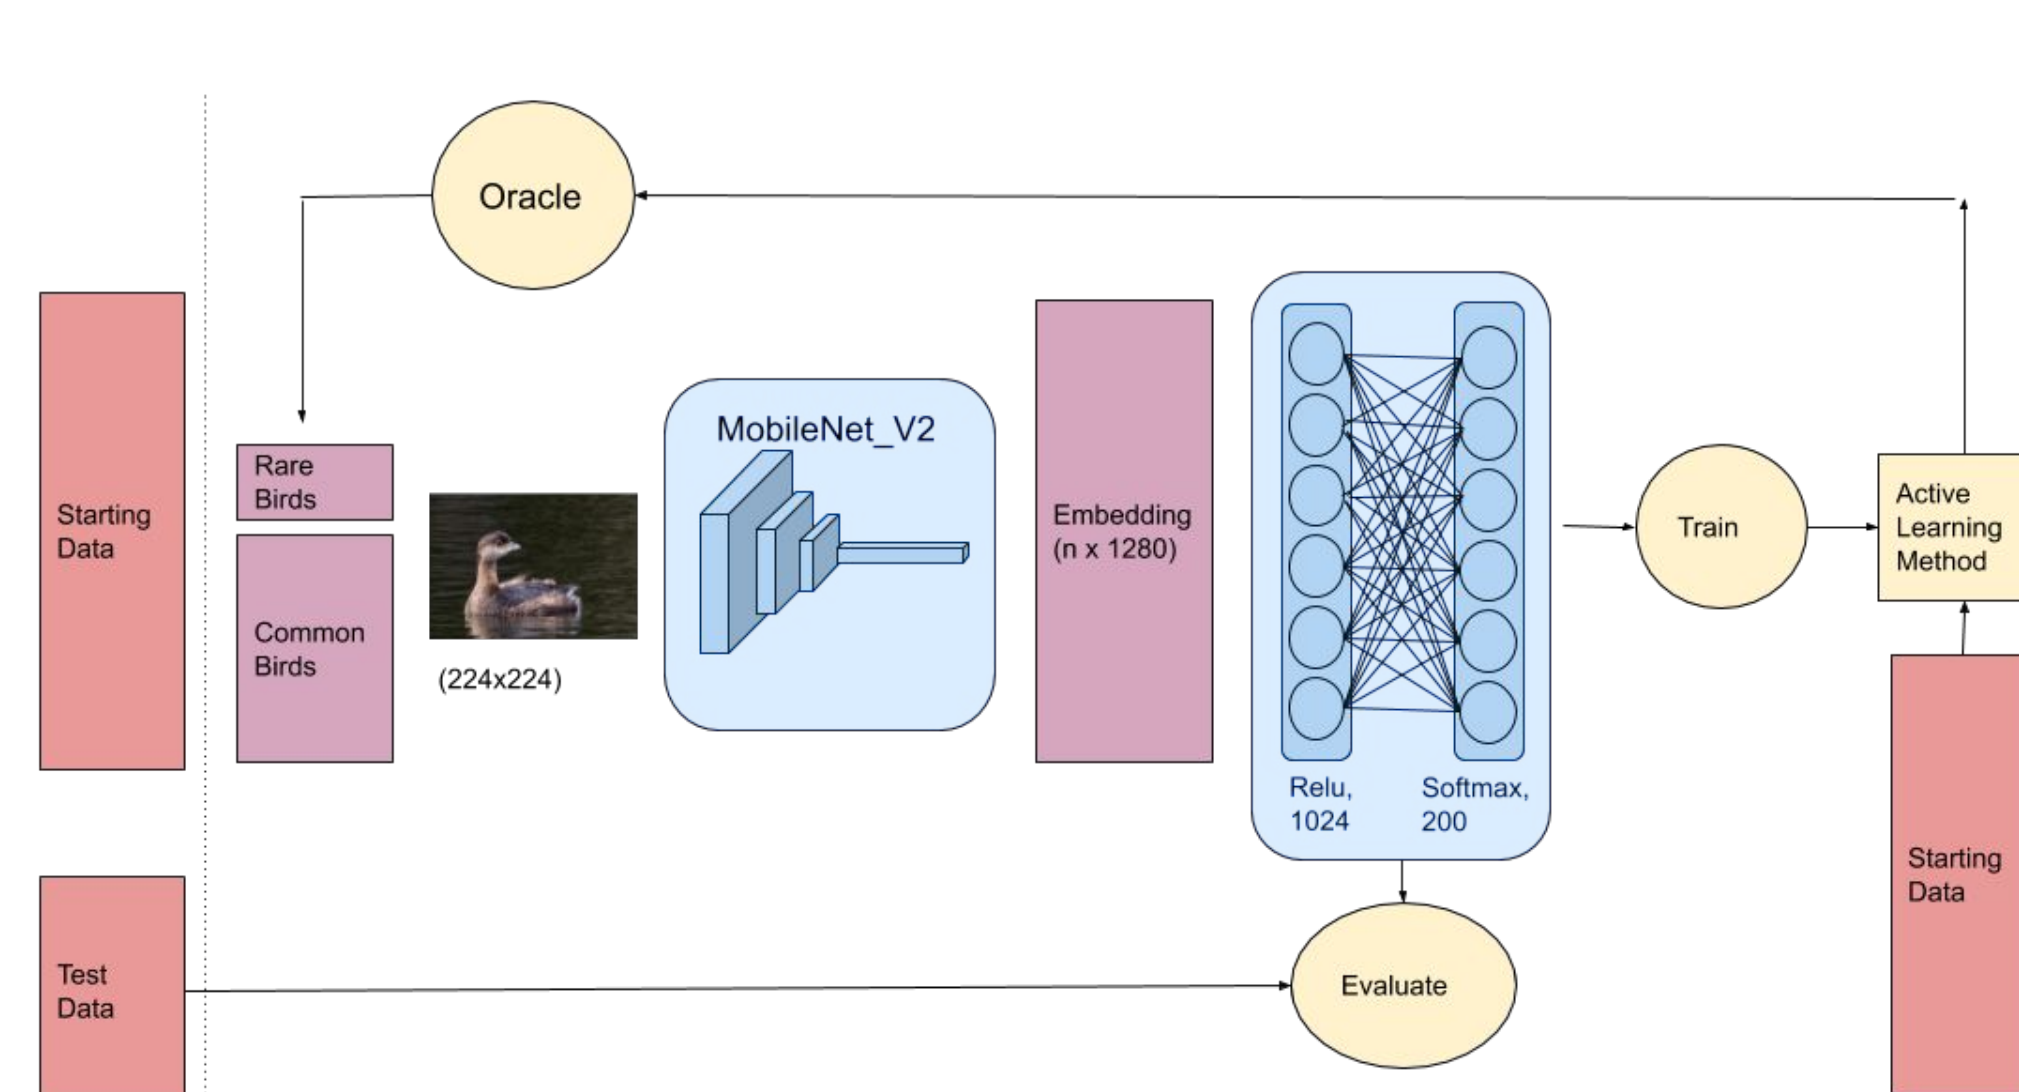 Oracle
Starting
Data
Rare
Birds
Common
Birds
(224x224)
MobileNet_V2
Embedding
(n x 1280)
Relu,
1024
Softmax,
200
Train
Active
Learning
Method
Starting
Data
Test
Data
Evaluate